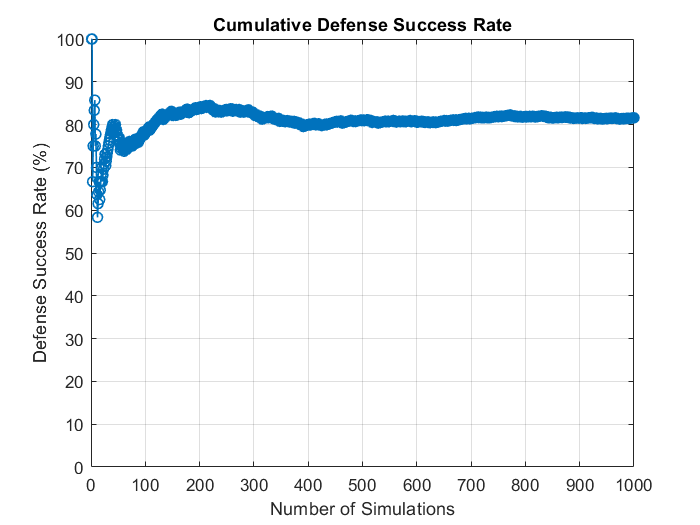 Cumulative Defense Success Rate
100
90
80
70
60
50
40
30
20
10
0
Defense Success Rate (%)
0 100 200 300 400 500 600 700 800 900 1000
Number of Simulations